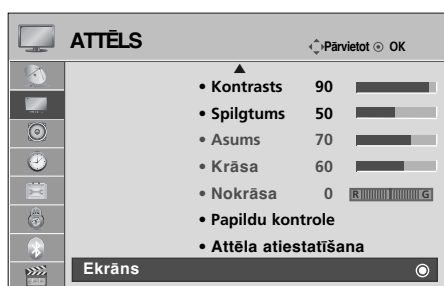 ATTĒLS
Pārvietot OK
• Kontrasts 90
• Spilgtums 50
• Asums 70
• Krāsa 60
• Nokrāsa 0 R G
• Papildu kontrole
• Attēla atiestatīšana
Ekrāns